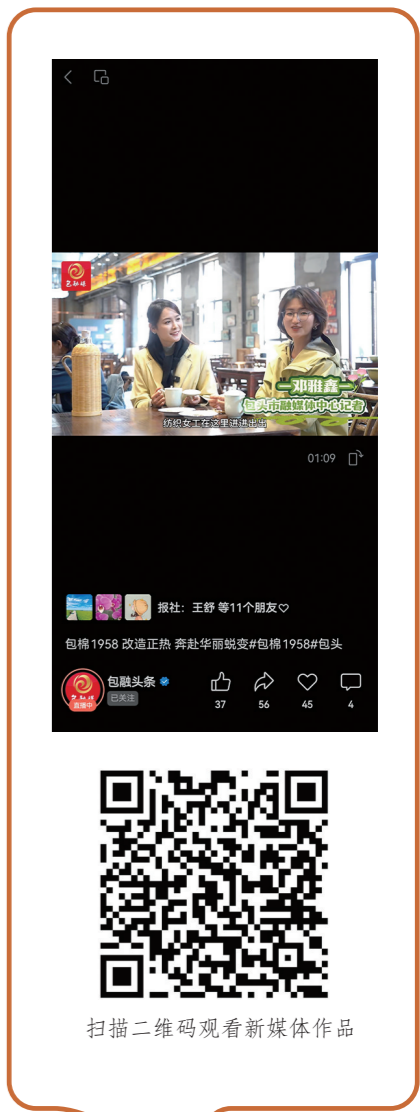 包融媒
邓雅鑫
包头市融媒体中心记者
纺织女工在这里进进出出
01:09
报社：王舒 等11个朋友♡
包棉1958 改造正热 奔赴华丽蜕变#包棉1958#包头
包融头条
已关注
包融媒
直播中
37
56
45
4
扫描二维码观看新媒体作品